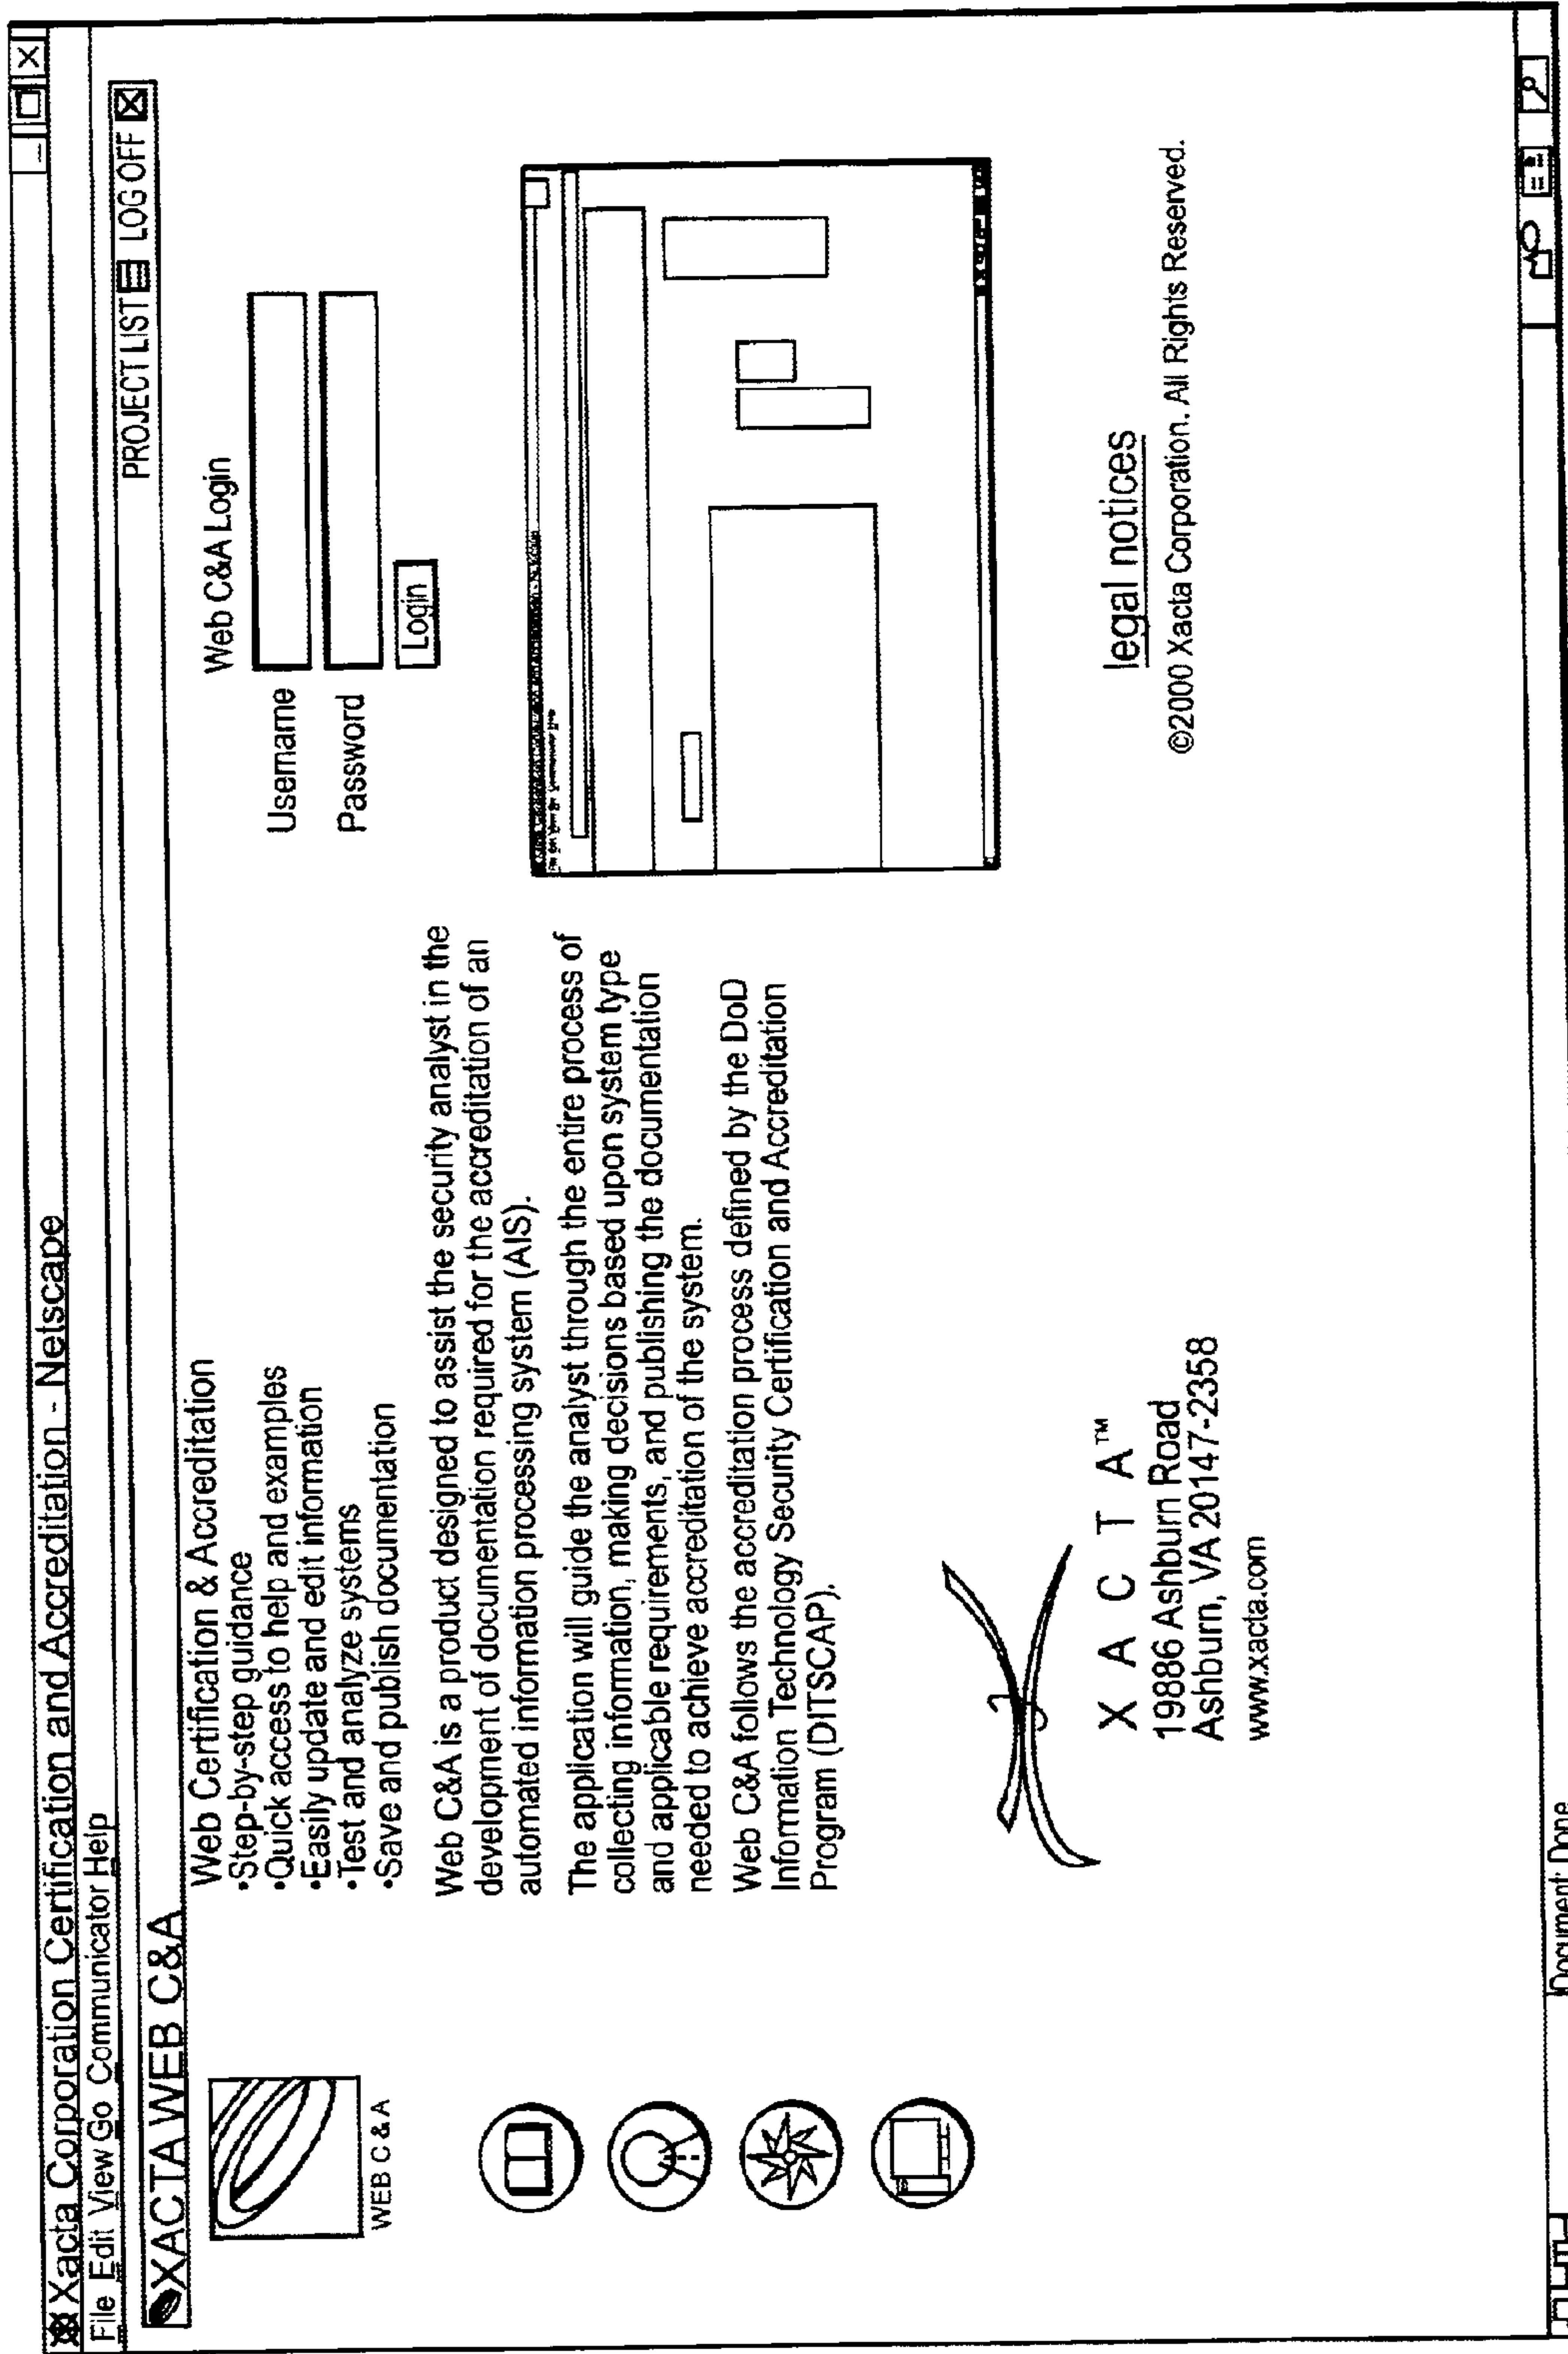 Xacta Corporation Certification and Accreditation - Netscape
File Edit View Go Communicator Help
XACTA WEB C&A
PROJECT LIST LOG OFF
WEB C & A
Web Certification & Accreditation
•Step-by-step guidance
•Quick access to help and examples
•Easily update and edit information
•Test and analyze systems
•Save and publish documentation
Web C&A is a product designed to assist the security analyst in the
development of documentation required for the accreditation of an
automated information processing system (AIS).
The application will guide the analyst through the entire process of
collecting information, making decisions based upon system type
and applicable requirements, and publishing the documentation
needed to achieve accreditation of the system.
Web C&A follows the accreditation process defined by the DoD
Information Technology Security Certification and Accreditation
Program (DITSCAP).
XACTA™
19886 Ashburn Road
Ashburn, VA 20147-2358
www.xacta.com
Web C&A Login
Username
Password
Login
legal notices
©2000 Xacta Corporation. All Rights Reserved.
Document: Done